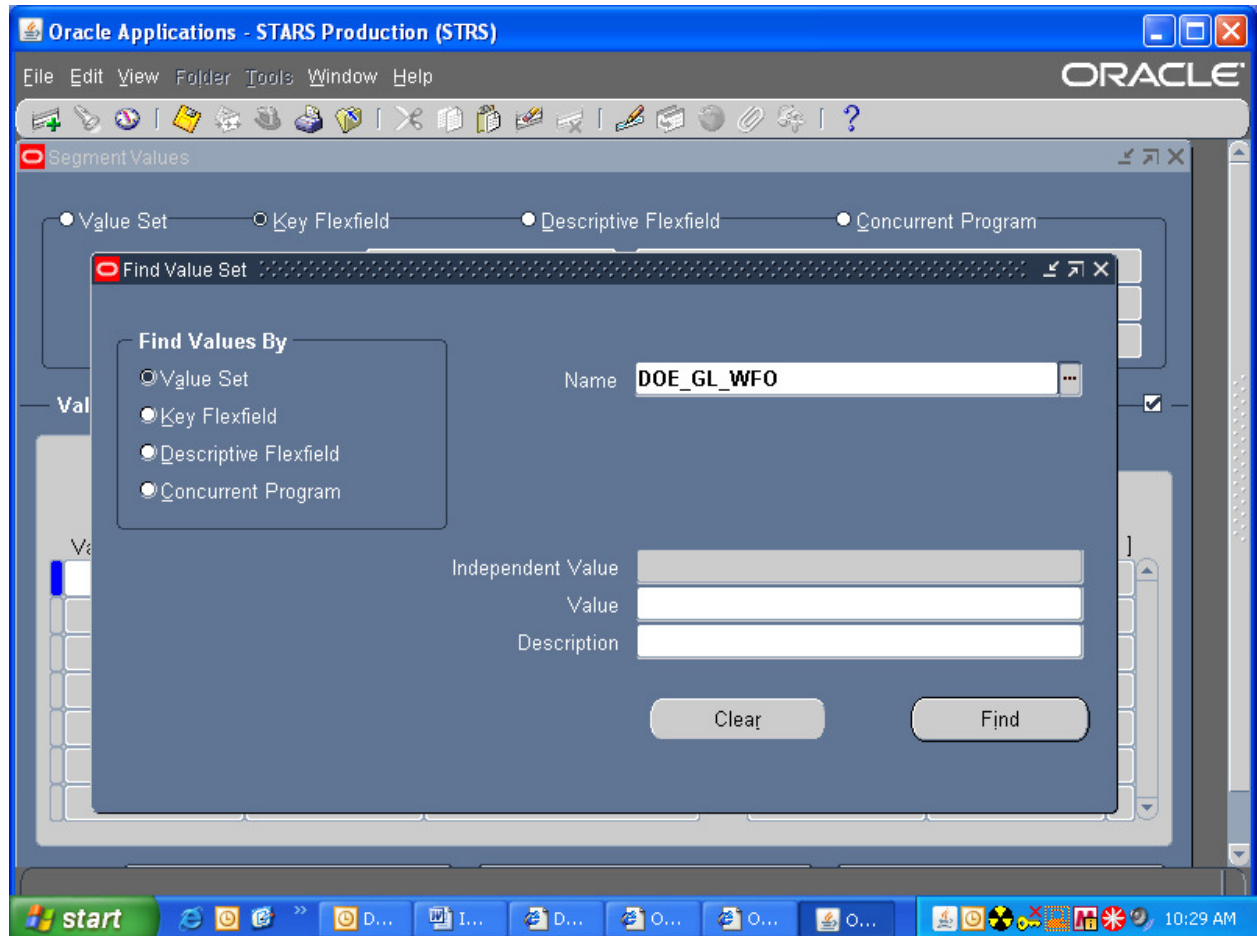 Oracle Applications - STARS Production (STRS)
File Edit View Folder Tools Window Help
ORACLE
Segment Values
Value Set Key Flexfield Descriptive Flexfield Concurrent Program
Find Value Set
Find Values By
Value Set
Key Flexfield
Descriptive Flexfield
Concurrent Program
Name DOE_GL_WFO
Val
Va
]
Independent Value
Value
Description
Clear Find
start » D... I... D... O... O... O... 10:29 AM